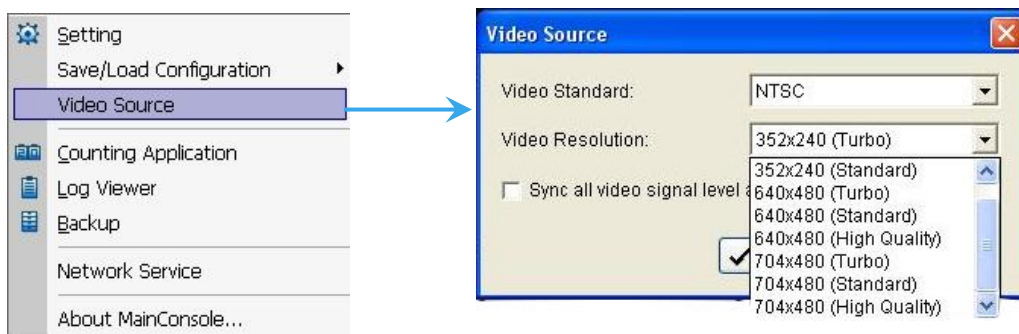 Setting
Save/Load Configuration
Video Source
Counting Application
Log Viewer
Backup
Network Service
About MainConsole...
Video Source
Video Standard:
NTSC
Video Resolution:
352x240 (Turbo)
352x240 (Standard)
Sync all video signal level
640x480 (Turbo)
640x480 (Standard)
640x480 (High Quality)
704x480 (Turbo)
704x480 (Standard)
704x480 (High Quality)